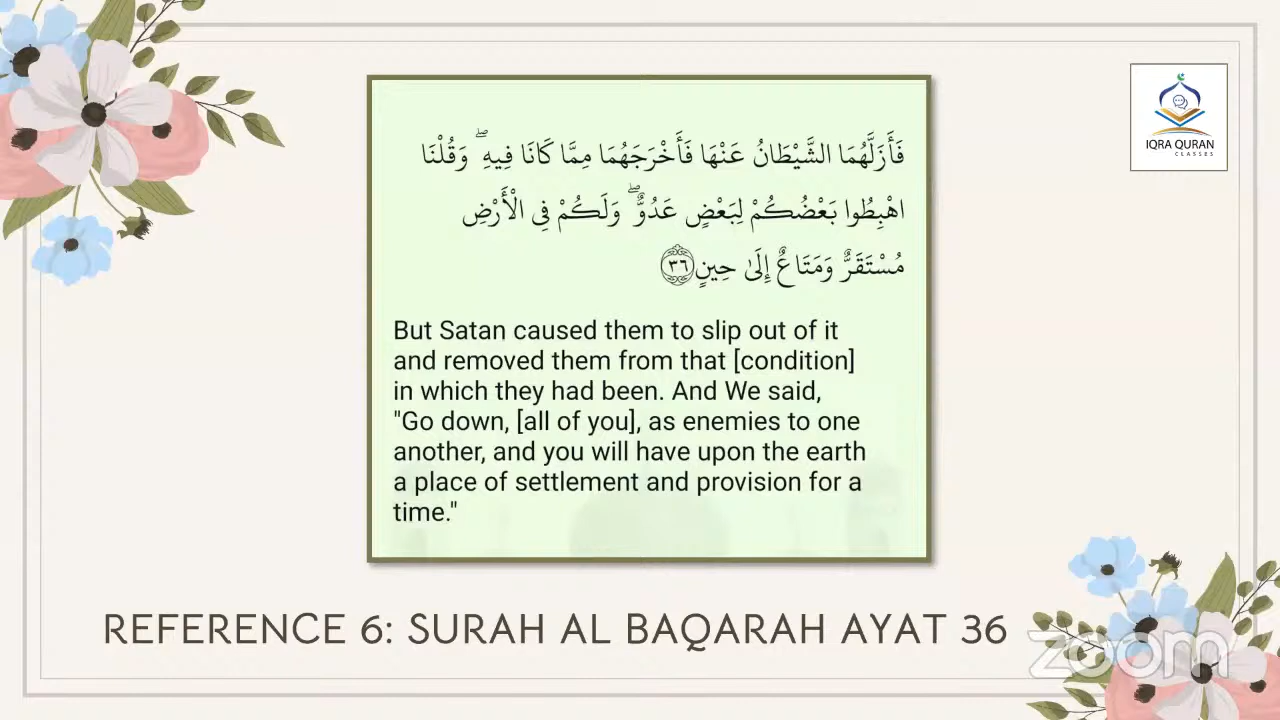 IQRA QURAN
CLASSES
فَأَزَلَّهُمَا الشَّيْطَانُ عَنْهَا فَأَخْرَجَهُمَا مِمَّا كَانَا فِيهِ ۖ وَقُلْنَا
اهْبِطُوا بَعْضُكُمْ لِبَعْضٍ عَدُوٌّ ۖ وَلَكُمْ فِي الْأَرْضِ
مُسْتَقَرٌّ وَمَتَاعٌ إِلَىٰ حِينٍ ﴿٣٦﴾
But Satan caused them to slip out of it
and removed them from that [condition]
in which they had been. And We said,
"Go down, [all of you], as enemies to one
another, and you will have upon the earth
a place of settlement and provision for a
time."
REFERENCE 6: SURAH AL BAQARAH AYAT 36
zoom